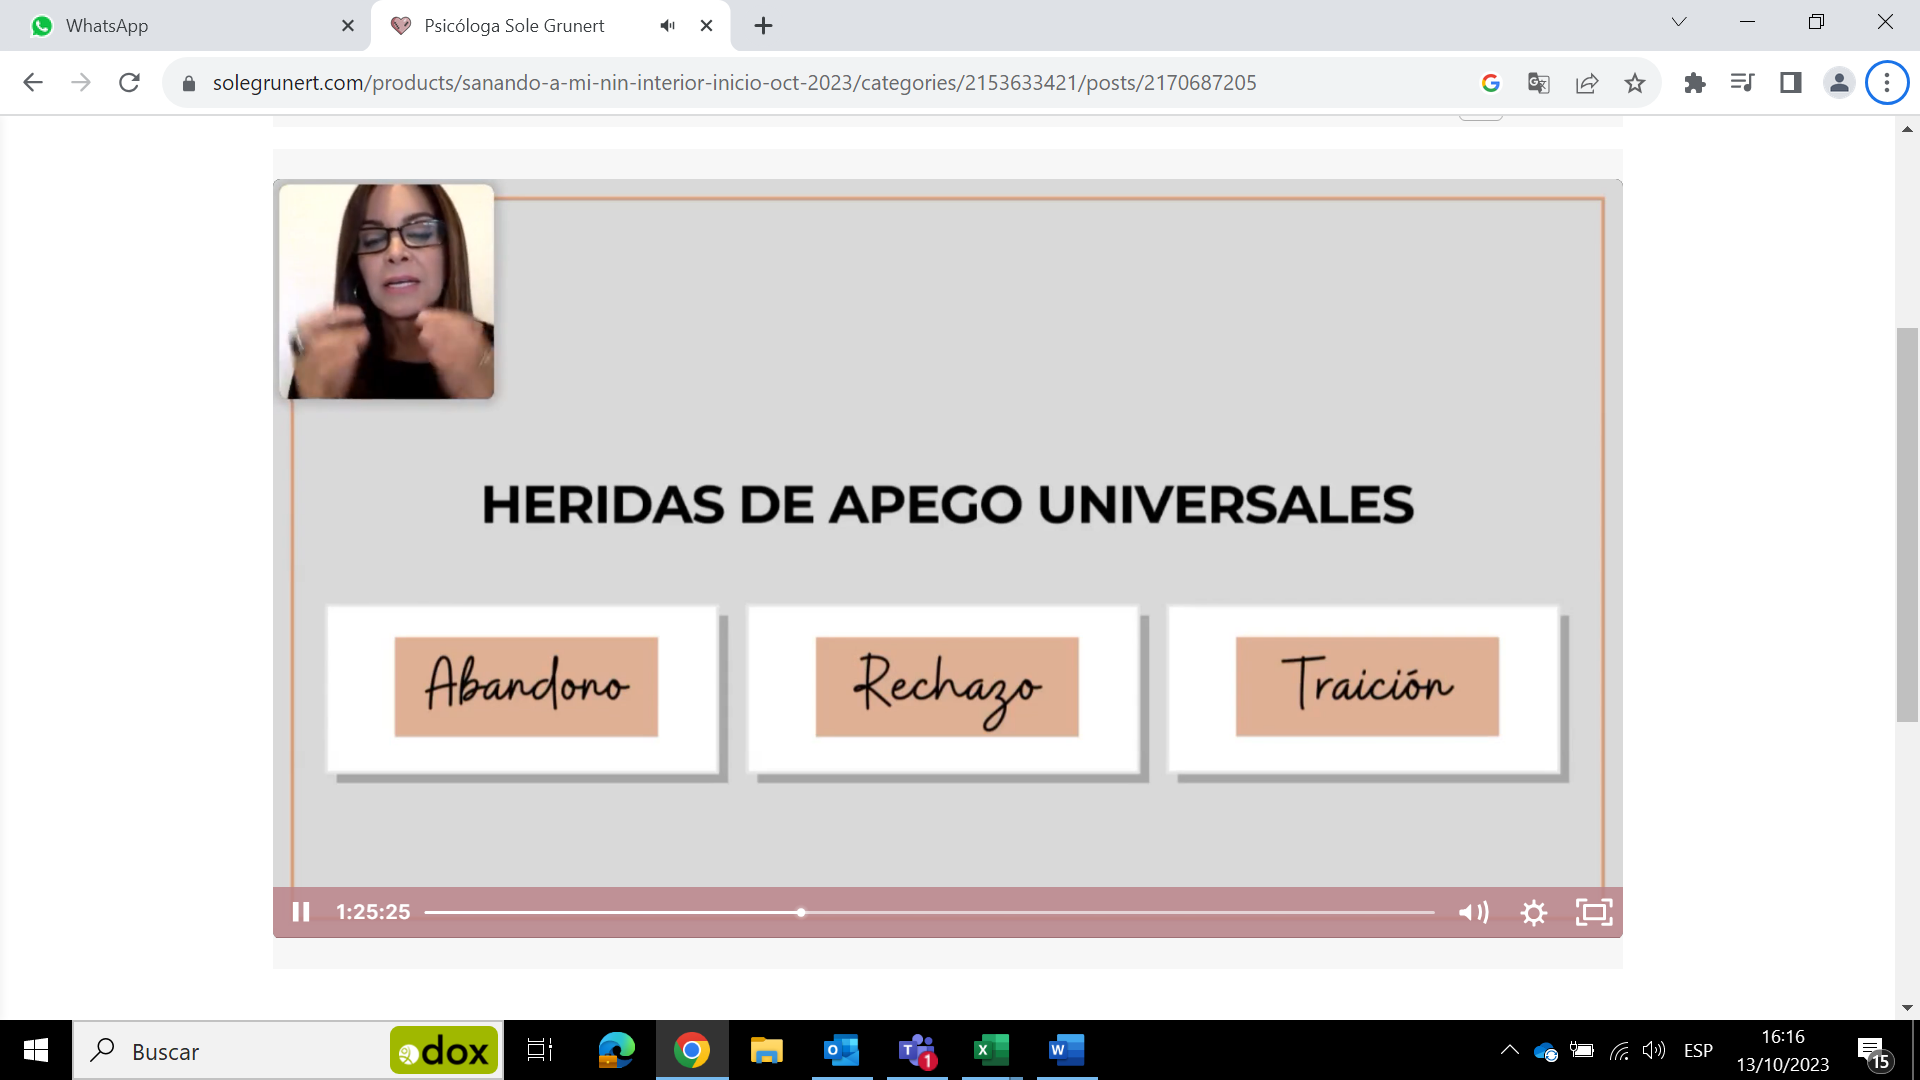 WhatsApp
Psicóloga Sole Grunert
solegrunert.com/products/sanando-a-mi-nin-interior-inicio-oct-2023/categories/2153633421/posts/2170687205
HERIDAS DE APEGO UNIVERSALES
Abandono
Rechazo
Traición
1:25:25
Buscar
dox
1
ESP
16:16
13/10/2023
15